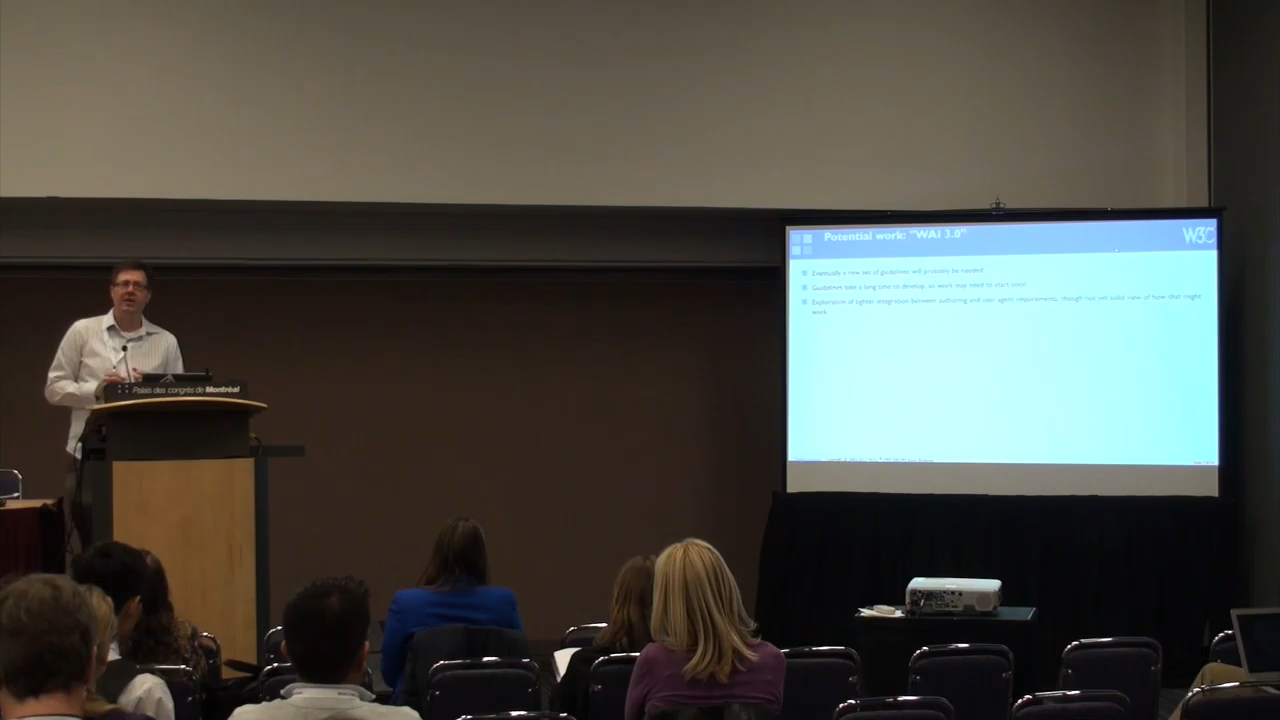 Potential work: "WAI 3.0"
W3C
Eventually a new set of guidelines will probably be needed
Guidelines take a long time to develop, so work may need to start soon
Exploration of tighter integration between authoring and user agent requirements, though not yet solid view of how that might
work
Palais des congrès de Montréal